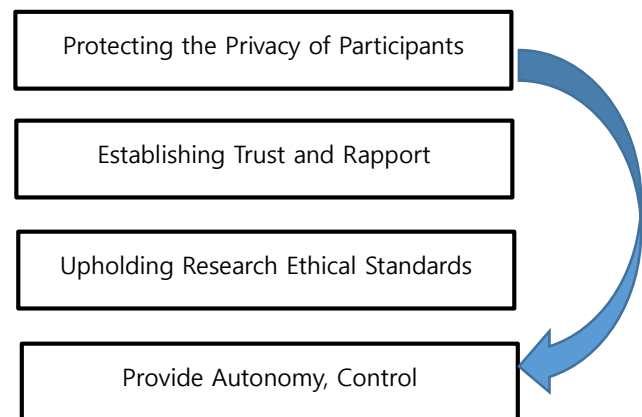 Protecting the Privacy of Participants
Establishing Trust and Rapport
Upholding Research Ethical Standards
Provide Autonomy, Control